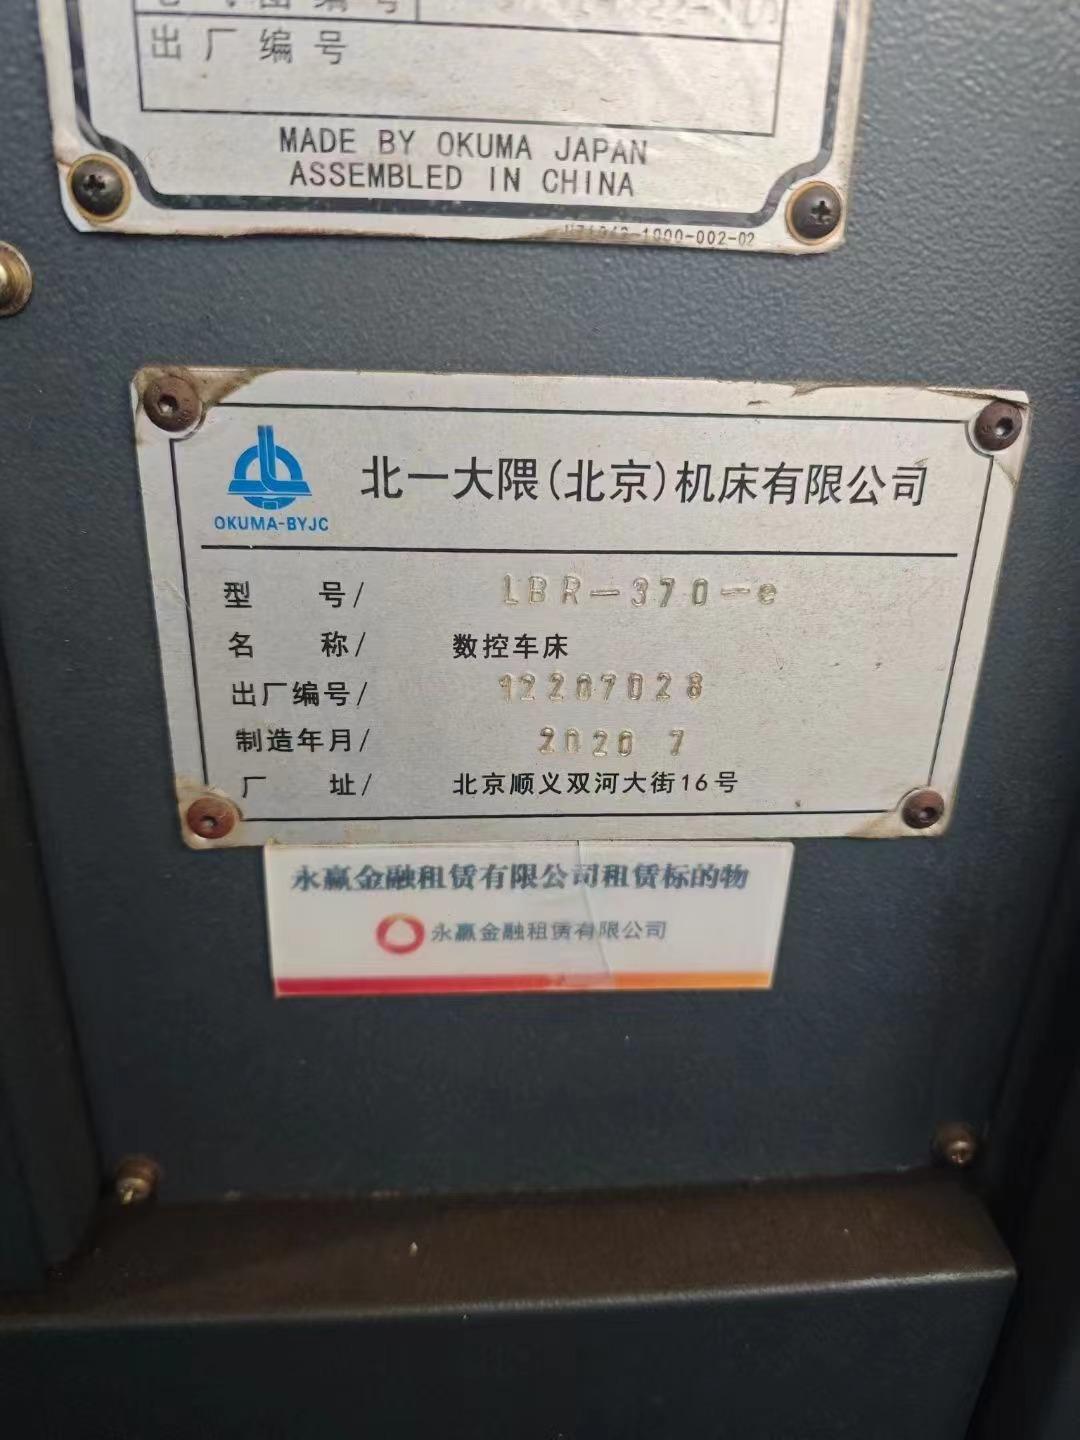 出厂编号
MADE BY OKUMA JAPAN
ASSEMBLED IN CHINA
-1000-002-02
OKUMA-BYJC
北一大隈(北京)机床有限公司
型 号/ LBR-370-e
名 称/ 数控车床
出厂编号/ 12207028
制造年月/ 2020 7
厂 址/ 北京顺义双河大街16号
永赢金融租赁有限公司租赁标的物
永赢金融租赁有限公司